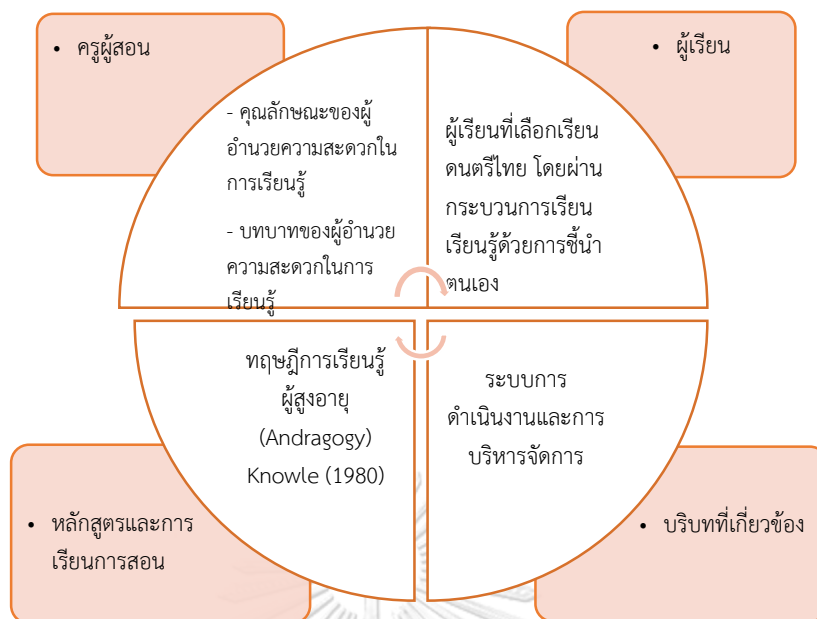 • ครูผู้สอน
- คุณลักษณะของผู้
อำนวยความสะดวกใน
การเรียนรู้
- บทบาทของผู้อำนวย
ความสะดวกในการ
เรียนรู้
• ผู้เรียน
ผู้เรียนที่เลือกเรียน
ดนตรีไทย โดยผ่าน
กระบวนการเรียน
เรียนรู้ด้วยการชี้นำ
ตนเอง
ทฤษฎีการเรียนรู้
ผู้สูงอายุ
(Andragogy)
Knowle (1980)
• หลักสูตรและการ
เรียนการสอน
ระบบการ
ดำเนินงานและการ
บริหารจัดการ
• บริบทที่เกี่ยวข้อง